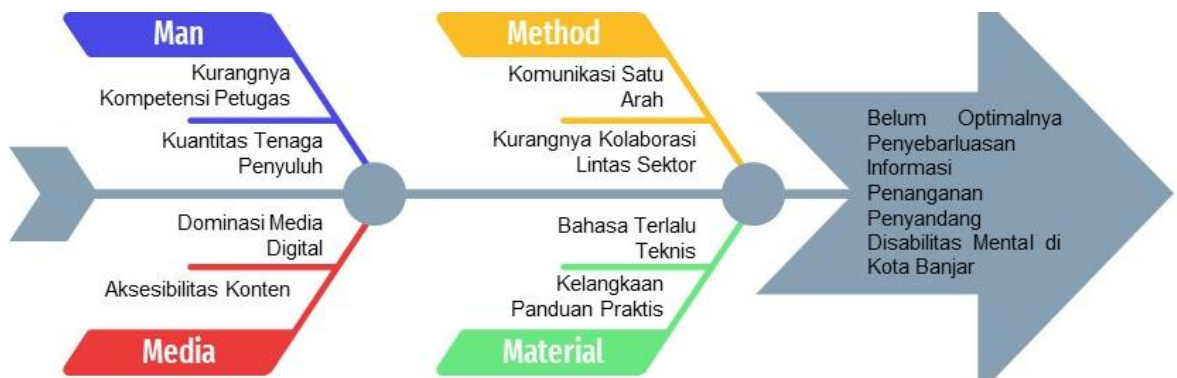 Man
Kurangnya
Kompetensi Petugas
Kuantitas Tenaga
Penyuluh
Method
Komunikasi Satu
Arah
Kurangnya Kolaborasi
Lintas Sektor
Dominasi Media
Digital
Aksesibilitas Konten
Media
Bahasa Terlalu
Teknis
Kelangkaan
Panduan Praktis
Material
Belum Optimalnya
Penyebarluasan
Informasi
Penanganan
Penyandang
Disabilitas Mental di
Kota Banjar